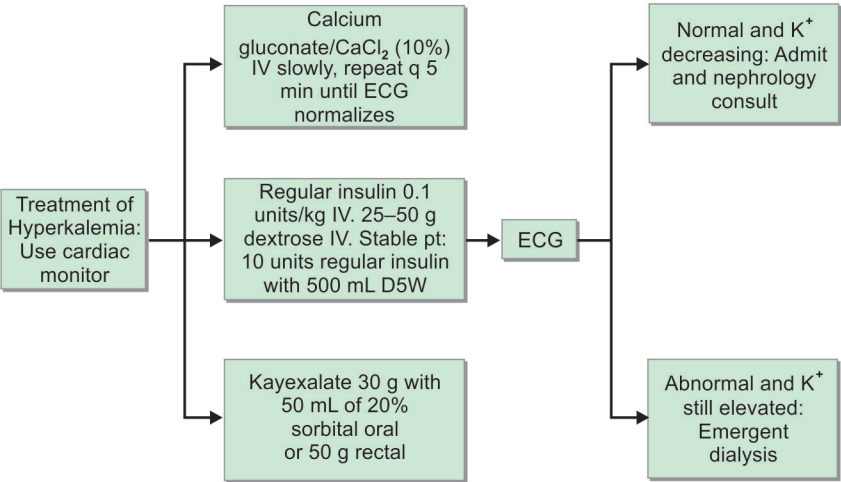 Treatment of
Hyperkalemia:
Use cardiac
monitor
Calcium
gluconate/CaCl₂ (10%)
IV slowly, repeat q 5
min until ECG
normalizes
Regular insulin 0.1
units/kg IV. 25–50 g
dextrose IV. Stable pt:
10 units regular insulin
with 500 mL D5W
Kayexalate 30 g with
50 mL of 20%
sorbital oral
or 50 g rectal
ECG
Normal and K⁺
decreasing: Admit
and nephrology
consult
Abnormal and K⁺
still elevated:
Emergent
dialysis